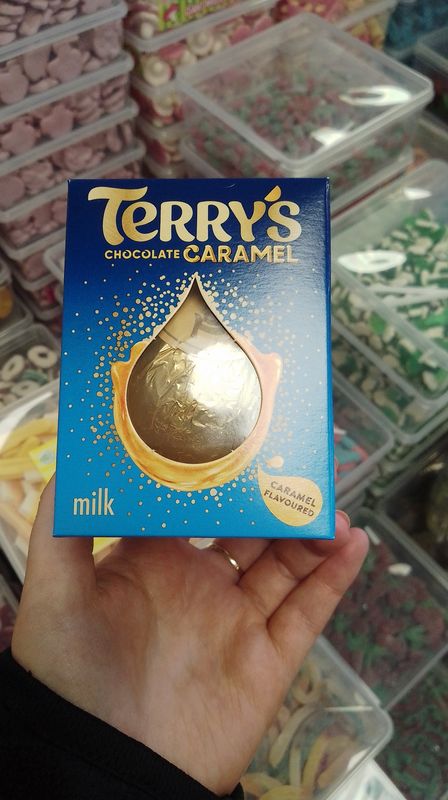 TERRY'S
CHOCOLATE CARAMEL
milk
CARAMEL
FLAVOURED